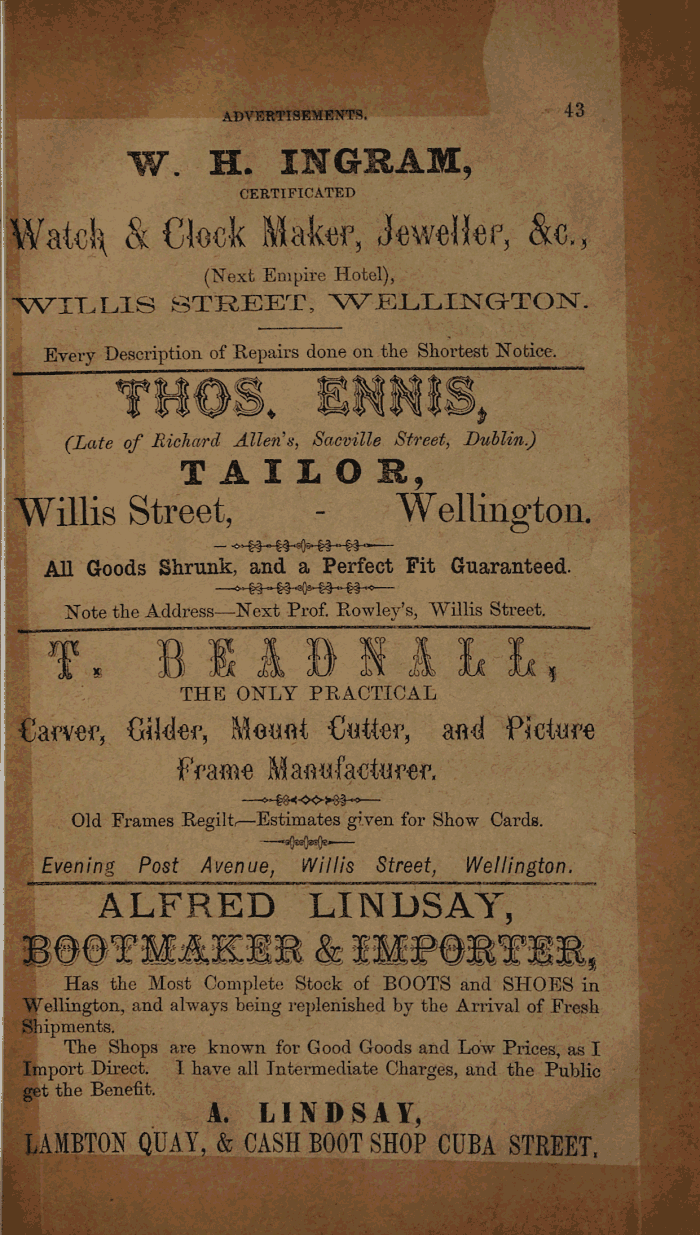 ADVERTISEMENTS.
43
W. H. INGRAM,
CERTIFICATED
Watch & Clock Maker, Jeweller, &c.,
(Next Empire Hotel),
WILLIS STREET, WELLINGTON.
Every Description of Repairs done on the Shortest Notice.
THOS. ENNIS,
(Late of Richard Allen's, Sacville Street, Dublin.)
TAILOR,
Willis Street, - Wellington.
All Goods Shrunk, and a Perfect Fit Guaranteed.
Note the Address—Next Prof. Rowley's, Willis Street.
T. BEADNALL,
THE ONLY PRACTICAL
Carver, Gilder, Mount Cutter, and Picture
Frame Manufacturer.
Old Frames Regilt—Estimates given for Show Cards.
Evening Post Avenue, Willis Street, Wellington.
ALFRED LINDSAY,
BOOTMAKER & IMPORTER,
Has the Most Complete Stock of BOOTS and SHOES in
Wellington, and always being replenished by the Arrival of Fresh
Shipments.
The Shops are known for Good Goods and Low Prices, as I
Import Direct. I have all Intermediate Charges, and the Public
get the Benefit.
A. LINDSAY,
LAMBTON QUAY, & CASH BOOT SHOP CUBA STREET.